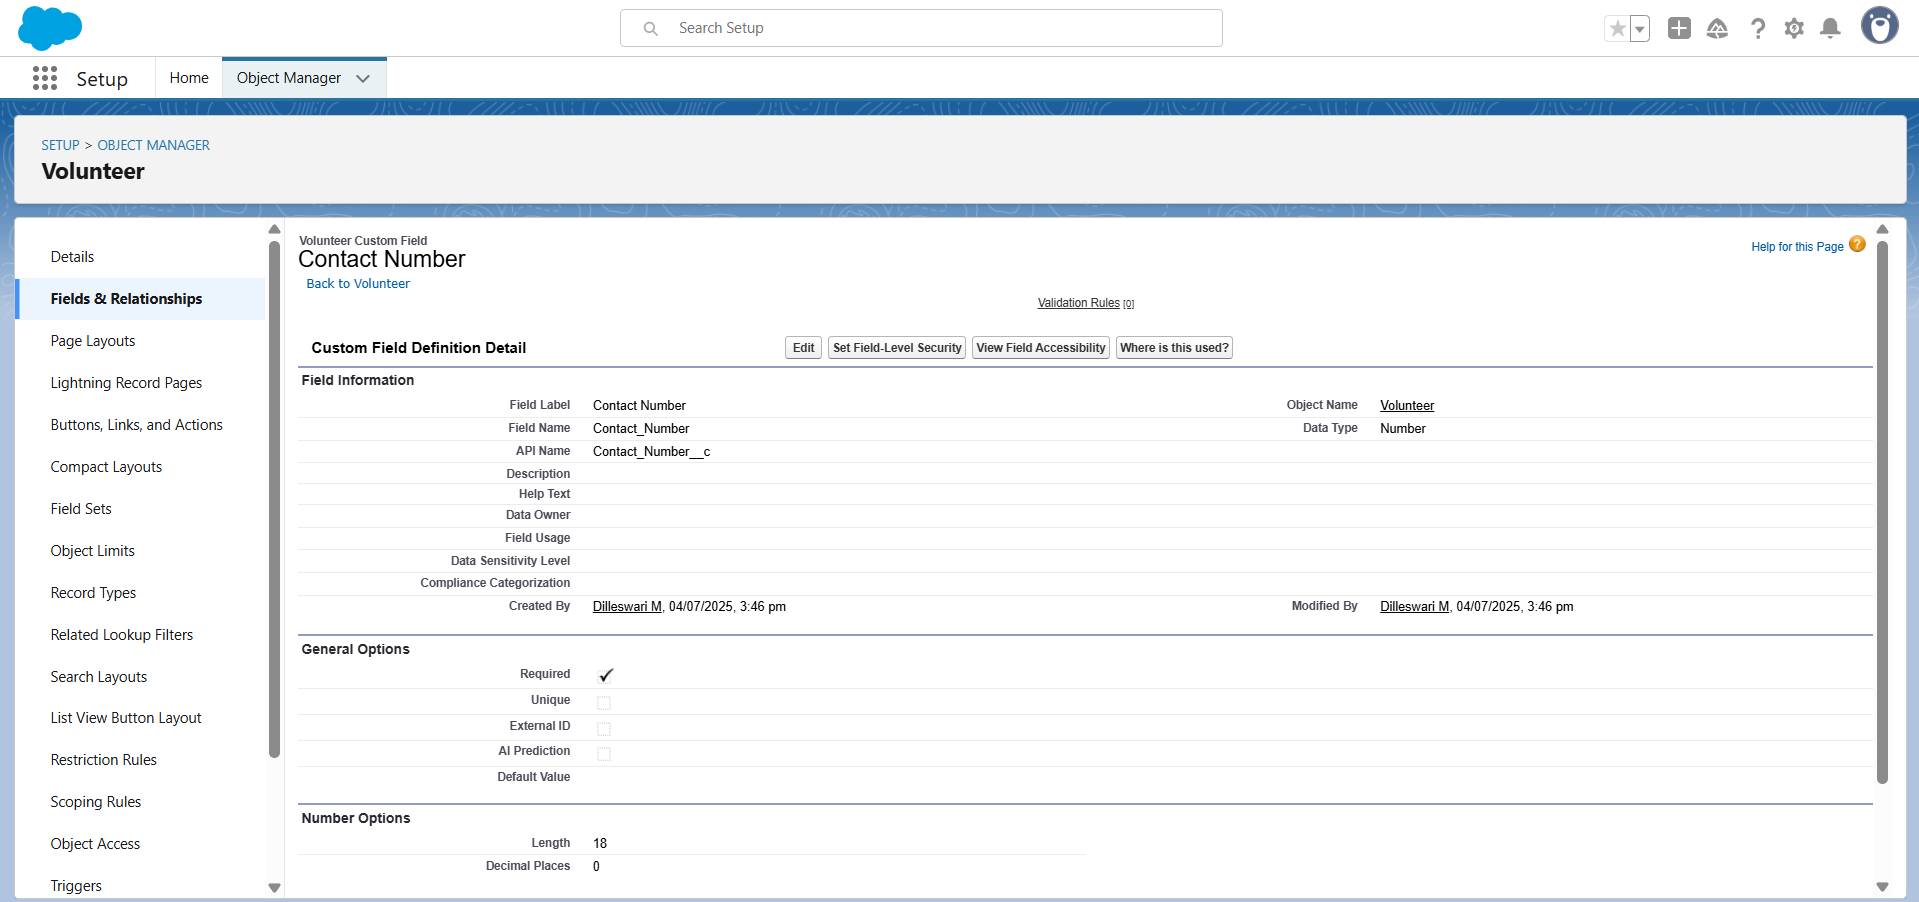 Search Setup
Setup
Home
Object Manager
SETUP > OBJECT MANAGER
Volunteer
Details
Fields & Relationships
Page Layouts
Lightning Record Pages
Buttons, Links, and Actions
Compact Layouts
Field Sets
Object Limits
Record Types
Related Lookup Filters
Search Layouts
List View Button Layout
Restriction Rules
Scoping Rules
Object Access
Triggers
Volunteer Custom Field
Contact Number
Back to Volunteer
Help for this Page ?
Validation Rules [0]
Custom Field Definition Detail
Edit
Set Field-Level Security
View Field Accessibility
Where is this used?
Field Information
Field Label Contact Number Object Name Volunteer
Field Name Contact_Number Data Type Number
API Name Contact_Number__c
Description
Help Text
Data Owner
Field Usage
Data Sensitivity Level
Compliance Categorization
Created By Dilleswari M, 04/07/2025, 3:46 pm Modified By Dilleswari M, 04/07/2025, 3:46 pm
General Options
Required
Unique
External ID
AI Prediction
Default Value
Number Options
Length 18
Decimal Places 0